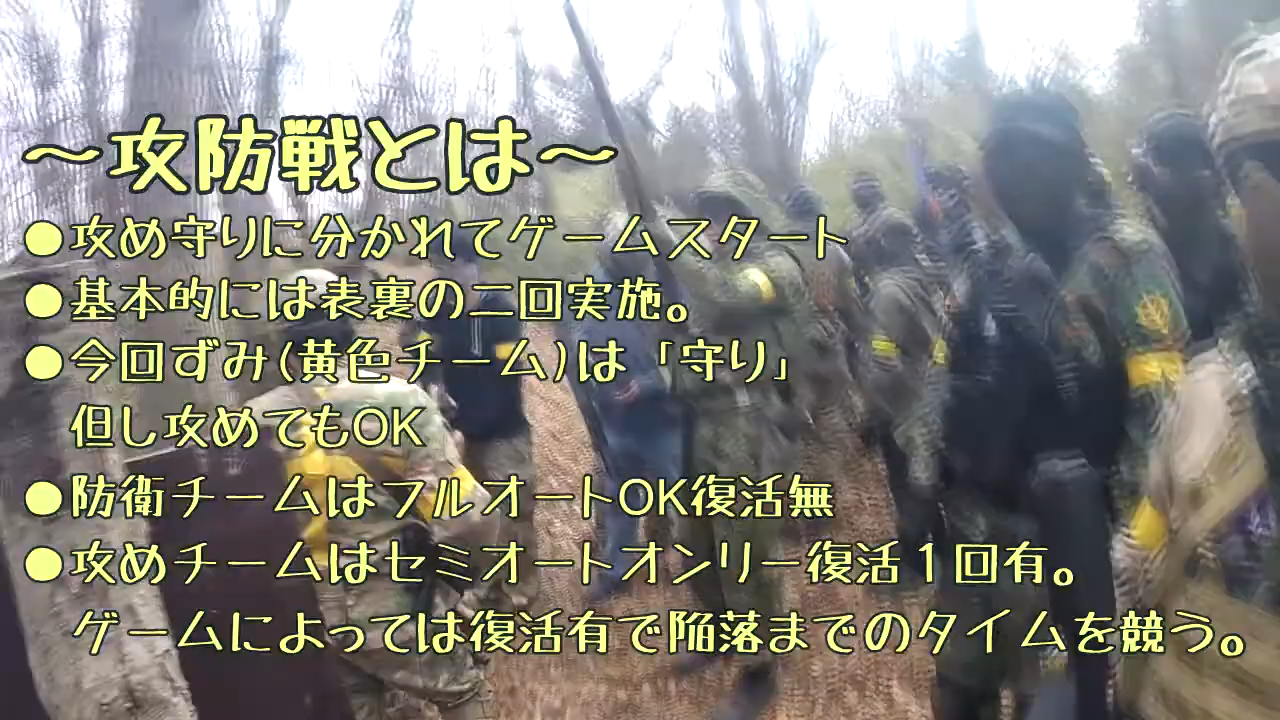 ～攻防戦とは～
●攻め守りに分かれてゲームスタート
●基本的には表裏の二回実施。
●今回ずみ(黄色チーム)は「守り」
但し攻めてもOK
●防衛チームはフルオートOK復活無
●攻めチームはセミオートオンリー復活１回有。
ゲームによっては復活有で陥落までのタイムを競う。